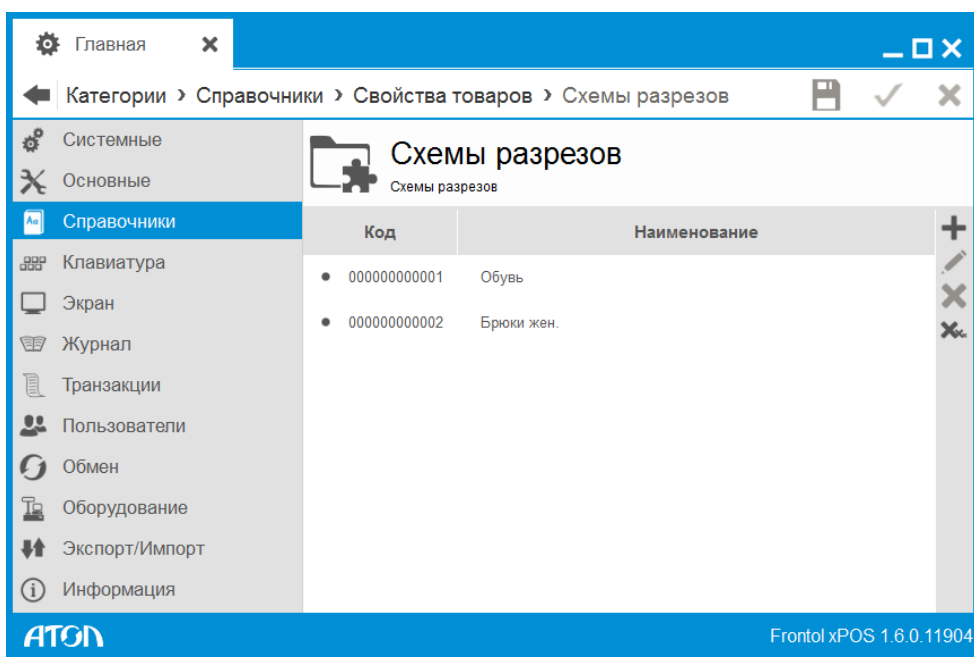 Главная
Категории › Справочники › Свойства товаров › Схемы разрезов
Системные
Основные
Справочники
Клавиатура
Экран
Журнал
Транзакции
Пользователи
Обмен
Оборудование
Экспорт/Импорт
Информация
Схемы разрезов
Схемы разрезов
Код Наименование
000000000001 Обувь
000000000002 Брюки жен.
АТОЛ Frontol xPOS 1.6.0.11904